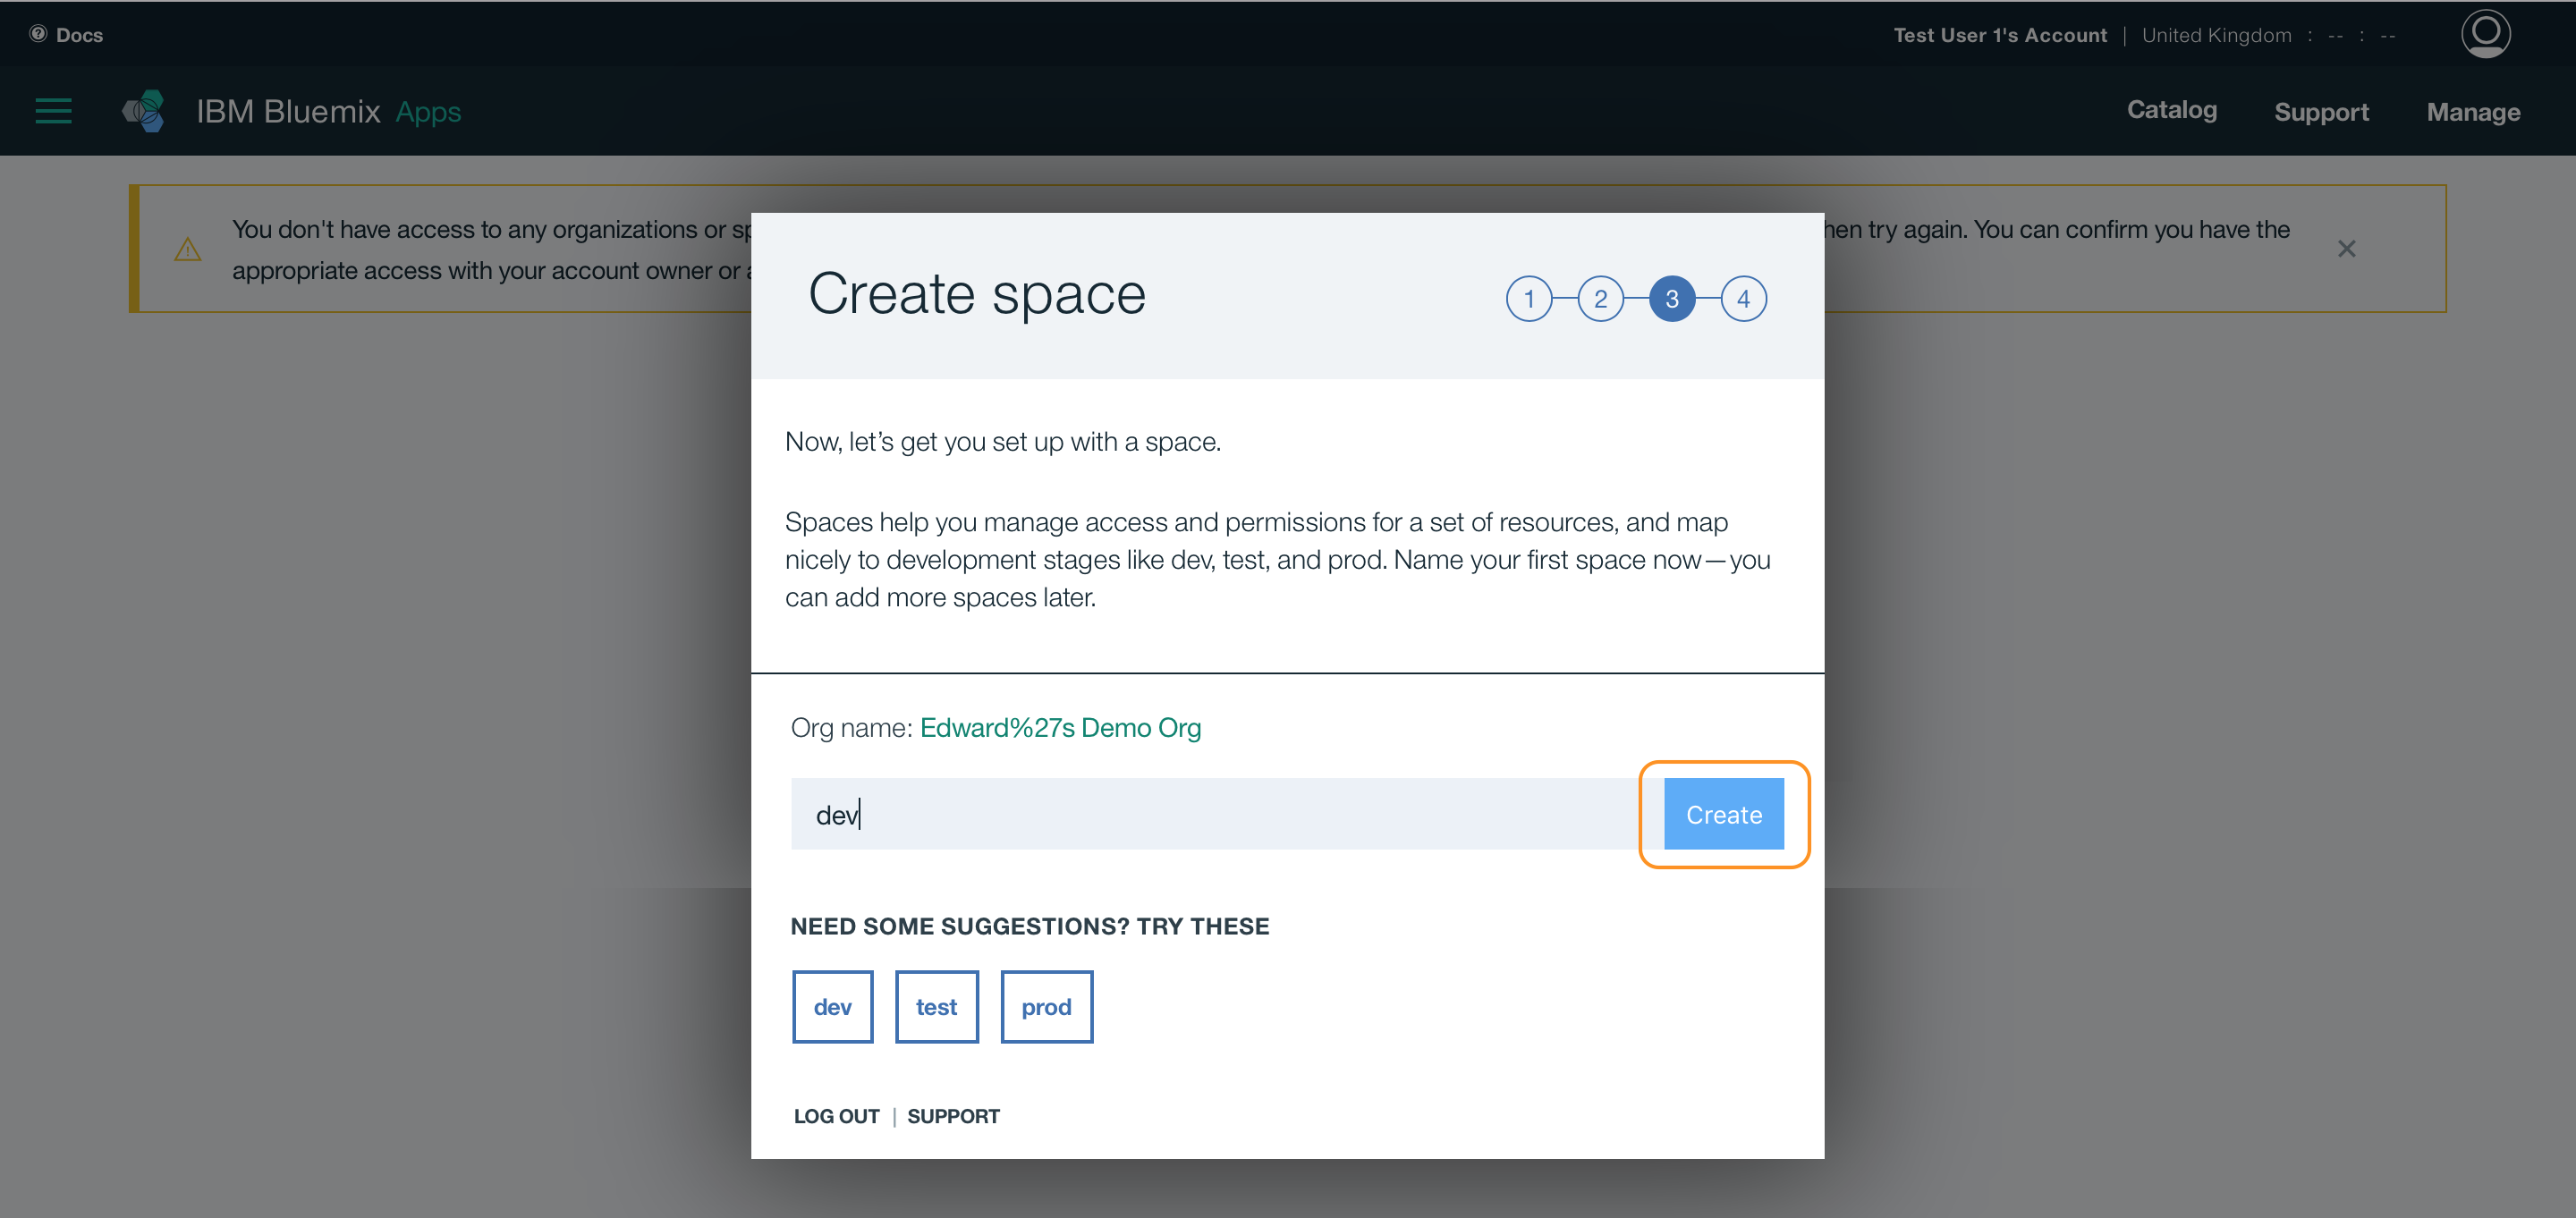 Docs
Test User 1's Account | United Kingdom : -- : --
IBM Bluemix Apps
Catalog Support Manage
You don't have access to any organizations or
then try again. You can confirm you have the
appropriate access with your account owner or
Create space
1 2 3 4
Now, let’s get you set up with a space.
Spaces help you manage access and permissions for a set of resources, and map
nicely to development stages like dev, test, and prod. Name your first space now—you
can add more spaces later.
Org name: Edward%27s Demo Org
dev
Create
NEED SOME SUGGESTIONS? TRY THESE
dev test prod
LOG OUT | SUPPORT